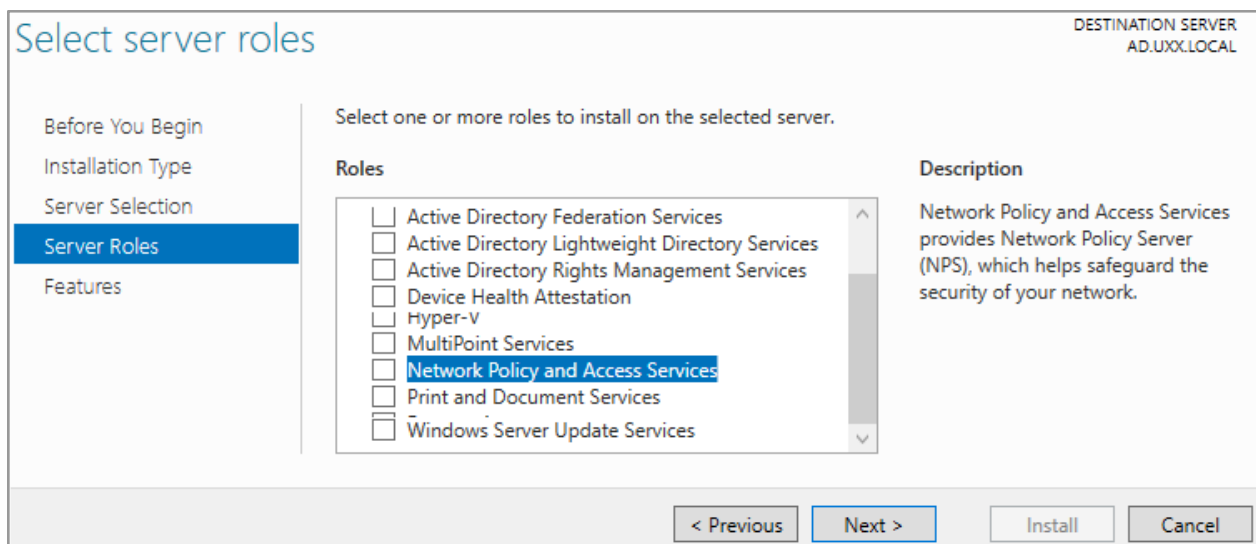 Select server roles
DESTINATION SERVER
AD.UXX.LOCAL
Before You Begin
Installation Type
Server Selection
Server Roles
Features
Select one or more roles to install on the selected server.
Roles
Active Directory Federation Services
Active Directory Lightweight Directory Services
Active Directory Rights Management Services
Device Health Attestation
Hyper-V
MultiPoint Services
Network Policy and Access Services
Print and Document Services
Windows Server Update Services
Description
Network Policy and Access Services
provides Network Policy Server
(NPS), which helps safeguard the
security of your network.
< Previous
Next >
Install
Cancel